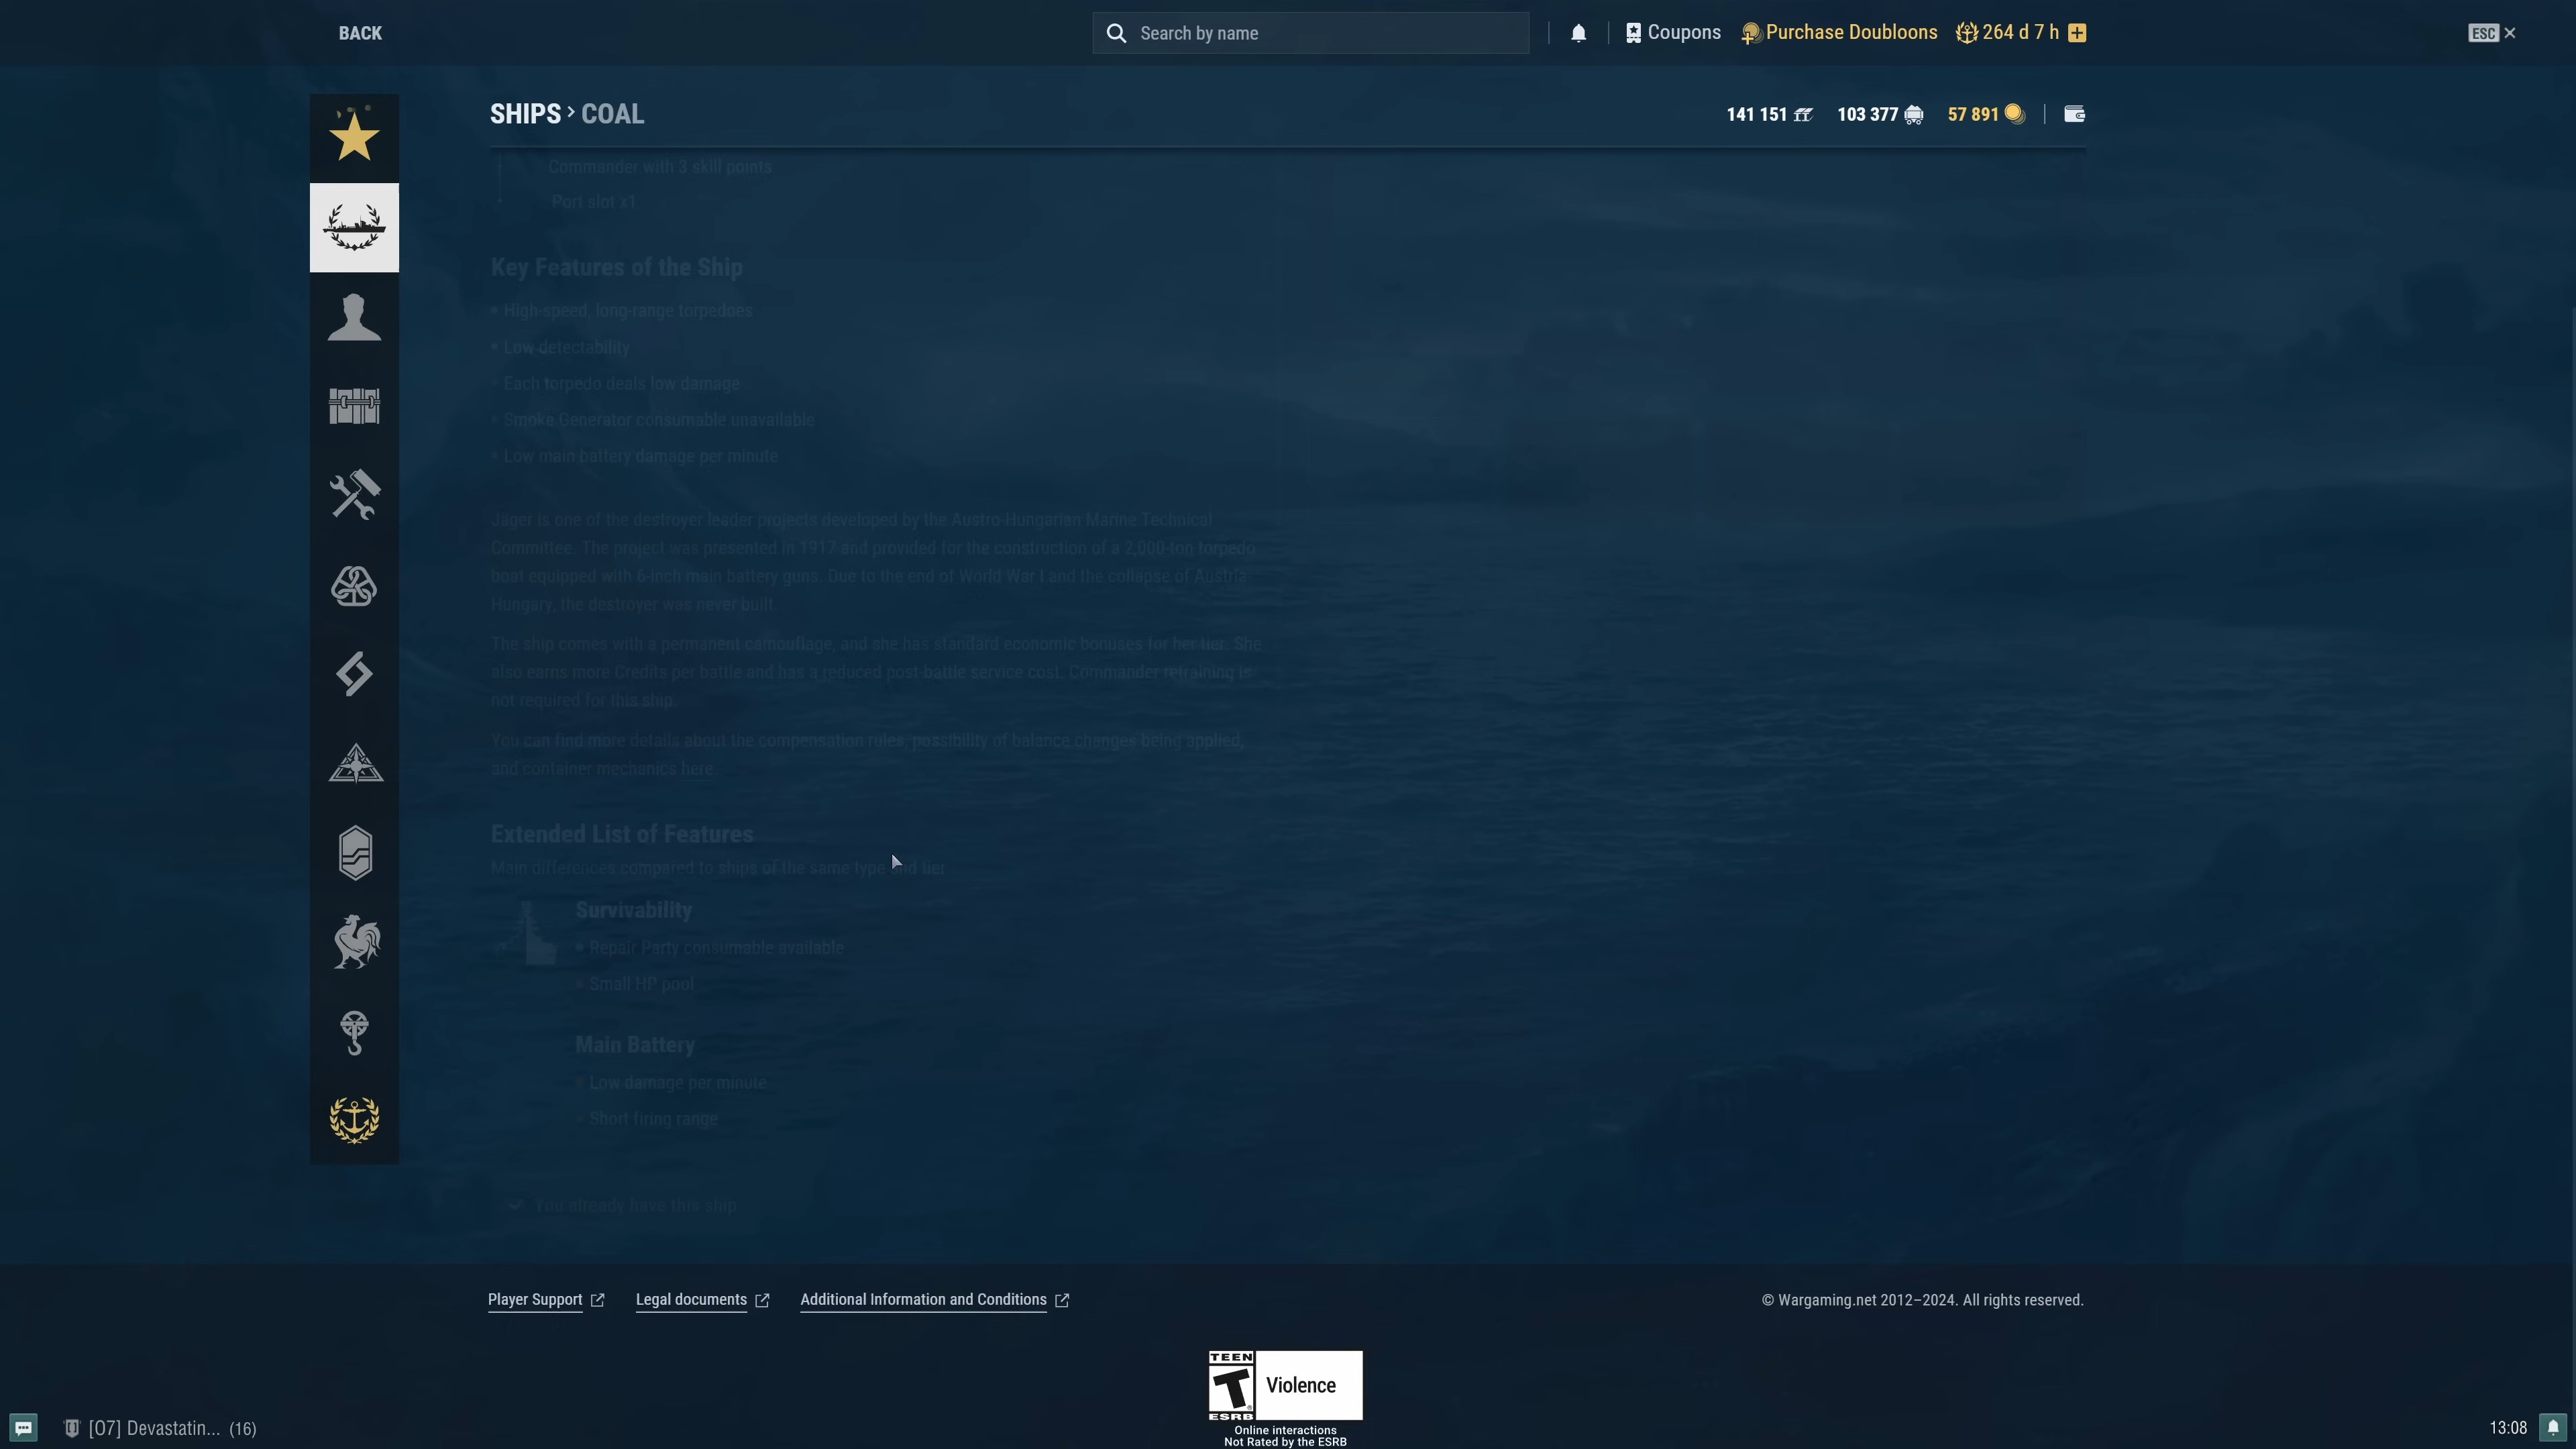 BACK
Search by name
Coupons
Purchase Doubloons
264 d 7 h
ESC
SHIPS > COAL
141 151
103 377
57 891
Commander with 3 skill points
Port slot x1
Key Features of the Ship
• High-speed, long-range torpedoes
• Low detectability
• Each torpedo deals low damage
• Smoke Generator consumable unavailable
• Low main battery damage per minute
Jäger is one of the destroyer leader projects developed by the Austro-Hungarian Marine Technical
Committee. The project was presented in 1917 and provided for the construction of a 2,000-ton torpedo
boat equipped with 6-inch main battery guns. Due to the end of World War I and the collapse of Austria-
Hungary, the destroyer was never built.
The ship comes with a permanent camouflage, and she has standard economic bonuses for her tier. She
also earns more Credits per battle and has a reduced post-battle service cost. Commander retraining is
not required for this ship.
You can find more details about the compensation rules, possibility of balance changes being applied,
and container mechanics here.
Extended List of Features
Main differences compared to ships of the same type and tier
Survivability
• Repair Party consumable available
• Small HP pool
Main Battery
• Low damage per minute
• Short firing range
You already have this ship
Player Support
Legal documents
Additional Information and Conditions
© Wargaming.net 2012–2024. All rights reserved.
TEEN
T
ESRB
Violence
Online interactions
Not Rated by the ESRB
[O7] Devastatin... (16)
13:08